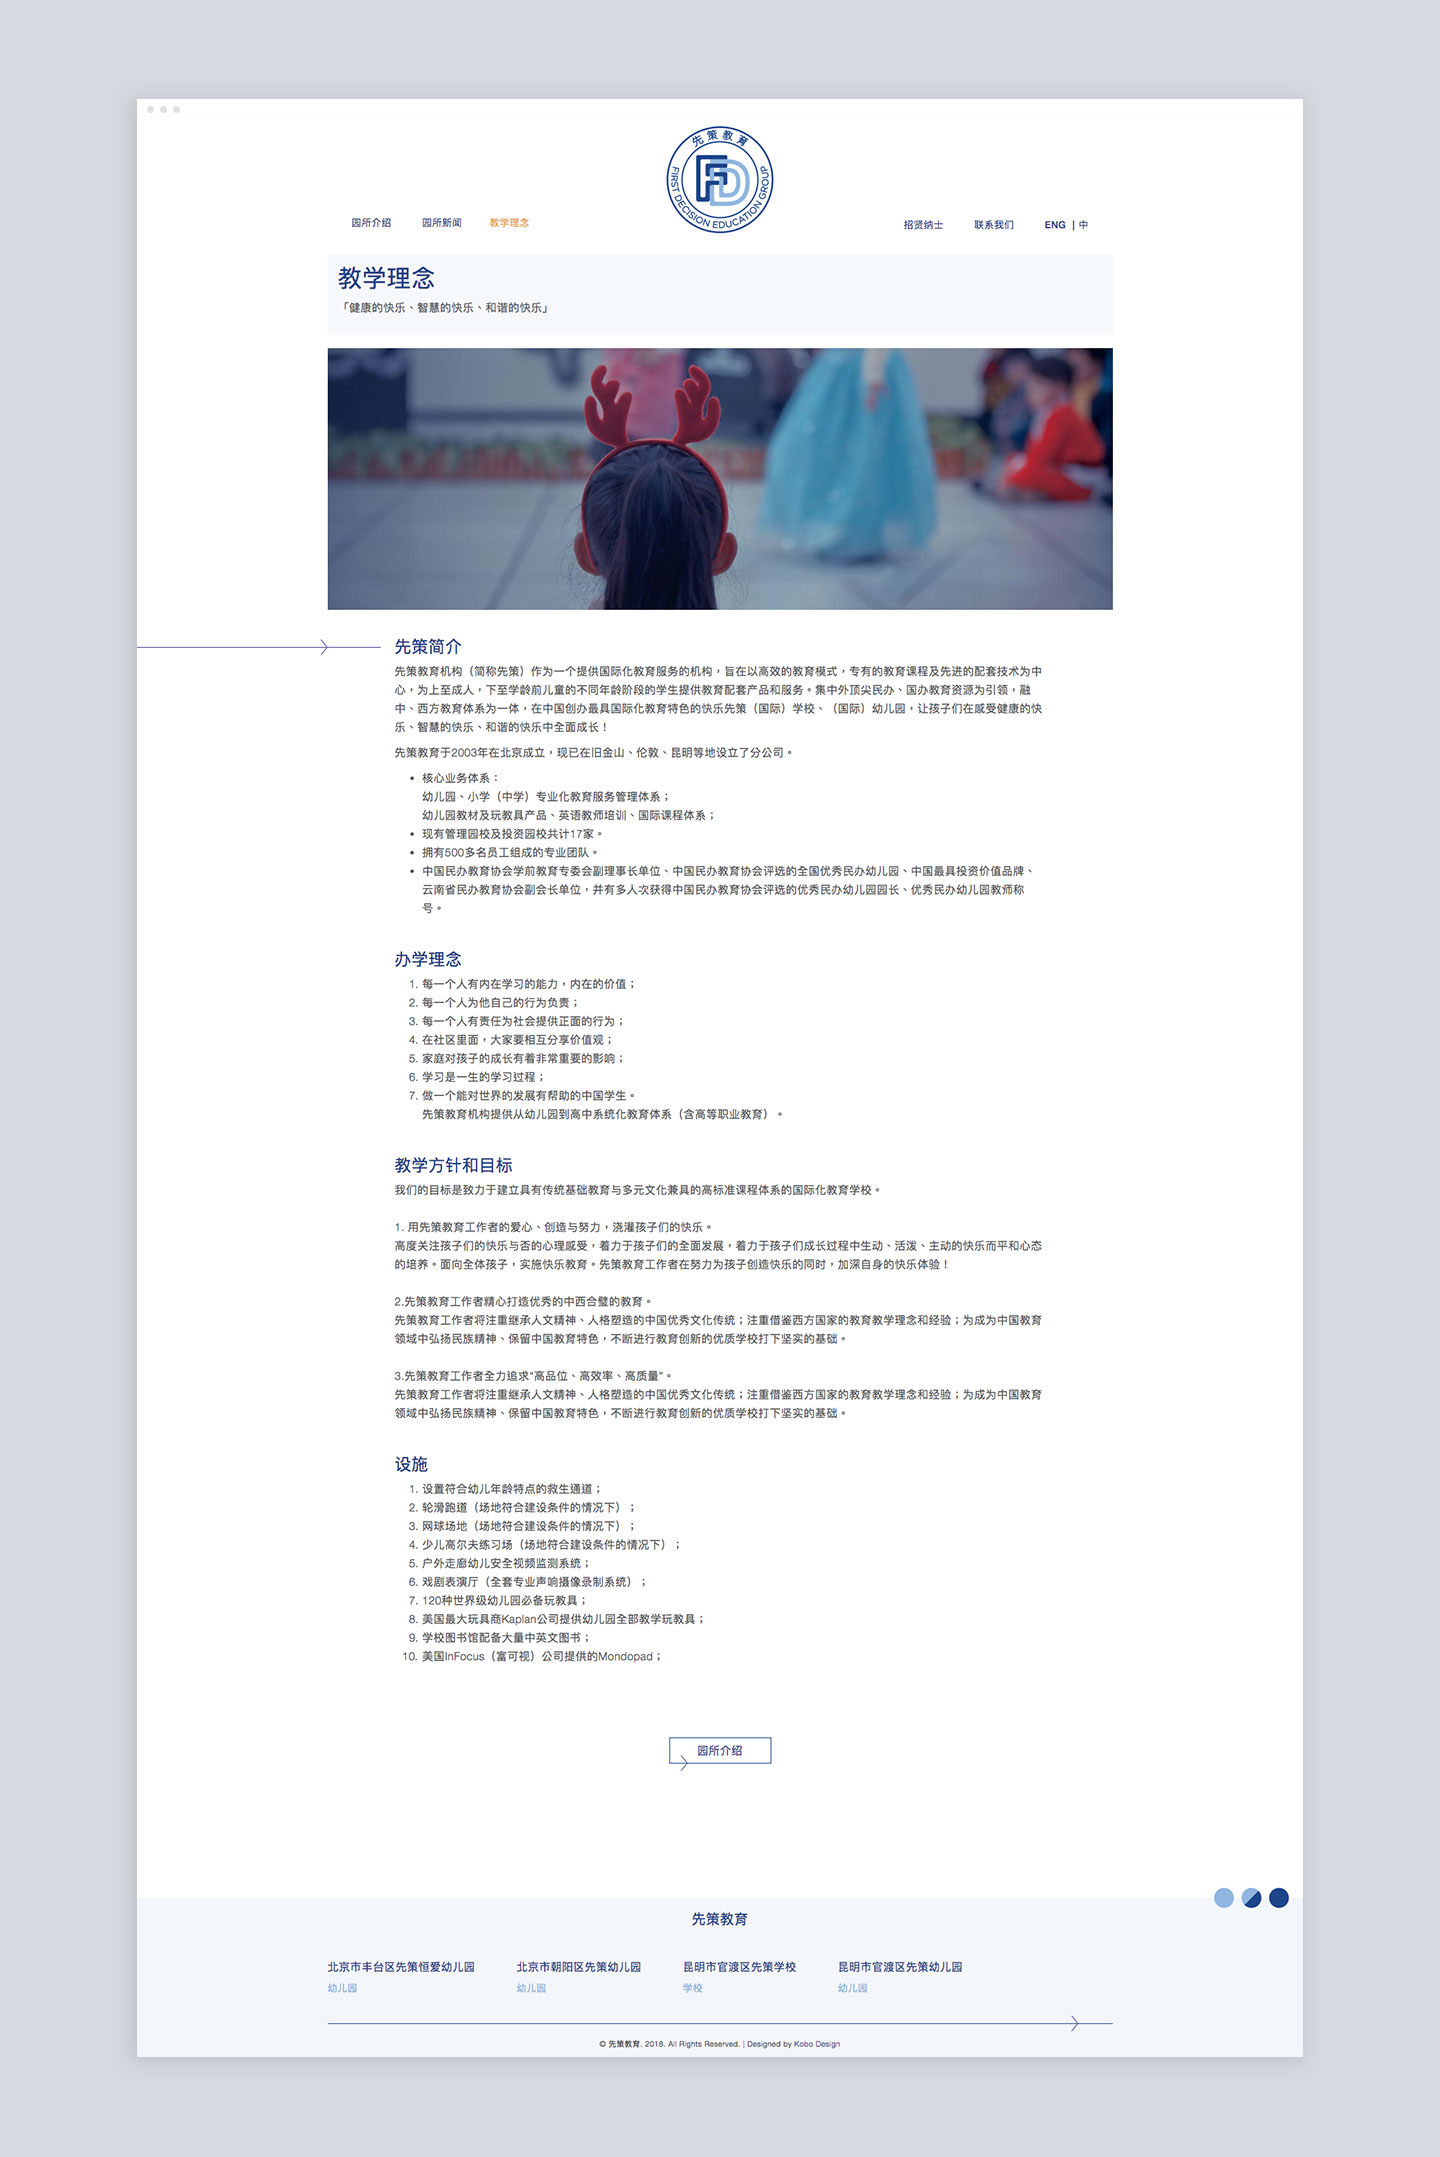 先策教育
FIRST DECISION EDUCATION GROUP
FD
园所介绍 园所新闻 教学理念
招贤纳士 联系我们 ENG | 中
教学理念
「健康的快乐、智慧的快乐、和谐的快乐」
先策简介
先策教育机构（简称先策）作为一个提供国际化教育服务的机构，旨在以高效的教育模式，专有的教育课程及先进的配套技术为中
心，为上至成人，下至学龄前儿童的不同年龄阶段的学生提供教育配套产品和服务。集中外顶尖民办、国办教育资源为引领，融
中、西方教育体系为一体，在中国创办最具国际化教育特色的快乐先策（国际）学校、（国际）幼儿园，让孩子们在感受健康的快
乐、智慧的快乐、和谐的快乐中全面成长！
先策教育于2003年在北京成立，现已在旧金山、伦敦、昆明等地设立了分公司。
• 核心业务体系：
幼儿园、小学（中学）专业化教育服务管理体系；
幼儿园教材及玩教具产品、英语教师培训、国际课程体系；
• 现有管理园校及投资园校共计17家。
• 拥有500多名员工组成的专业团队。
• 中国民办教育协会学前教育专委会副理事长单位、中国民办教育协会评选的全国优秀民办幼儿园、中国最具投资价值品牌、
云南省民办教育协会副会长单位，并有多人次获得中国民办教育协会评选的优秀民办幼儿园园长、优秀民办幼儿园教师称
号。
办学理念
1. 每一个人有内在学习的能力，内在的价值；
2. 每一个人为他自己的行为负责；
3. 每一个人有责任为社会提供正面的行为；
4. 在社区里面，大家要相互分享价值观；
5. 家庭对孩子的成长有着非常重要的影响；
6. 学习是一生的学习过程；
7. 做一个能对世界的发展有帮助的中国学生。
先策教育机构提供从幼儿园到高中系统化教育体系（含高等职业教育）。
教学方针和目标
我们的目标是致力于建立具有传统基础教育与多元文化兼具的高标准课程体系的国际化教育学校。
1. 用先策教育工作者的爱心、创造与努力，浇灌孩子们的快乐。
高度关注孩子们的快乐与否的心理感受，着力于孩子们的全面发展，着力于孩子们成长过程中生动、活泼、主动的快乐而平和心态
的培养。面向全体孩子，实施快乐教育。先策教育工作者在努力为孩子创造快乐的同时，加深自身的快乐体验！
2.先策教育工作者精心打造优秀的中西合璧的教育。
先策教育工作者将注重继承人文精神、人格塑造的中国优秀文化传统；注重借鉴西方国家的教育教学理念和经验；为成为中国教育
领域中弘扬民族精神、保留中国教育特色，不断进行教育创新的优质学校打下坚实的基础。
3.先策教育工作者全力追求“高品位、高效率、高质量”。
先策教育工作者将注重继承人文精神、人格塑造的中国优秀文化传统；注重借鉴西方国家的教育教学理念和经验；为成为中国教育
领域中弘扬民族精神、保留中国教育特色，不断进行教育创新的优质学校打下坚实的基础。
设施
1. 设置符合幼儿年龄特点的救生通道；
2. 轮滑跑道（场地符合建设条件的情况下）；
3. 网球场地（场地符合建设条件的情况下）；
4. 少儿高尔夫练习场（场地符合建设条件的情况下）；
5. 户外走廊幼儿安全视频监测系统；
6. 戏剧表演厅（全套专业声响摄像录制系统）；
7. 120种世界级幼儿园必备玩教具；
8. 美国最大玩具商Kaplan公司提供幼儿园全部教学玩教具；
9. 学校图书馆配备大量中英文图书；
10. 美国InFocus（富可视）公司提供的Mondopad；
园所介绍
先策教育
北京市丰台区先策恒爱幼儿园 北京市朝阳区先策幼儿园 昆明市官渡区先策学校 昆明市官渡区先策幼儿园
幼儿园 幼儿园 学校 幼儿园
© 先策教育. 2018. All Rights Reserved. | Designed by Kobo Design